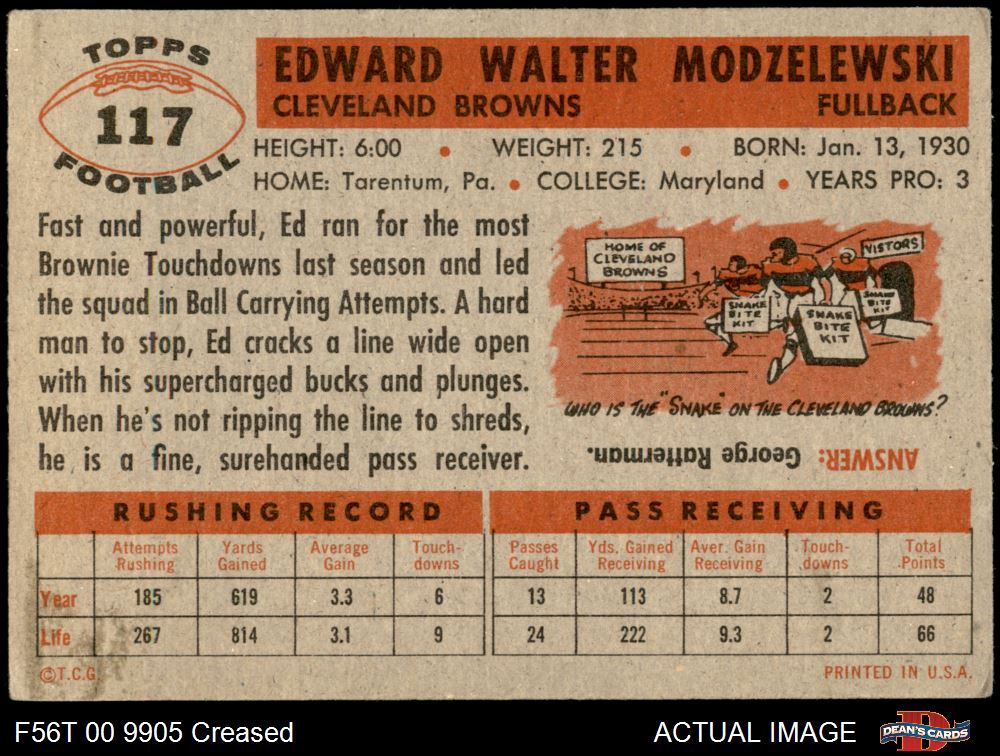 TOPPS
117
FOOTBALL
EDWARD WALTER MODZELEWSKI
CLEVELAND BROWNS FULLBACK
HEIGHT: 6:00 • WEIGHT: 215 • BORN: Jan. 13, 1930
HOME: Tarentum, Pa. • COLLEGE: Maryland • YEARS PRO: 3
Fast and powerful, Ed ran for the most
Brownie Touchdowns last season and led
the squad in Ball Carrying Attempts. A hard
man to stop, Ed cracks a line wide open
with his supercharged bucks and plunges.
When he's not ripping the line to shreds,
he is a fine, surehanded pass receiver.
HOME OF
CLEVELAND
BROWNS
VISTORS
SNAKE
BITE
KIT
SNAKE
BITE
KIT
SNAKE
BITE
KIT
WHO IS THE "SNAKE" ON THE CLEVELAND BROWNS?
ANSWER: George Ratterman.
RUSHING RECORD PASS RECEIVING
Attempts Yards Average Touch- Passes Yds. Gained Aver. Gain Touch- Total
Rushing Gained Gain downs Caught Receiving Receiving downs Points
Year 185 619 3.3 6 13 113 8.7 2 48
Life 267 814 3.1 9 24 222 9.3 2 66
©T.C.G. PRINTED IN U.S.A.
F56T 00 9905 Creased ACTUAL IMAGE DEAN'S CARDS